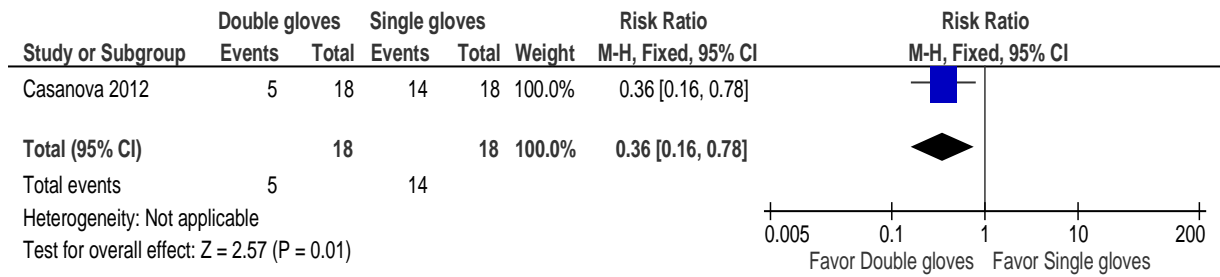 Double gloves Single gloves Risk Ratio Risk Ratio
Study or Subgroup Events Total Events Total Weight M-H, Fixed, 95% CI M-H, Fixed, 95% CI
Casanova 2012 5 18 14 18 100.0% 0.36 [0.16, 0.78]
Total (95% CI) 18 18 100.0% 0.36 [0.16, 0.78]
Total events 5 14
Heterogeneity: Not applicable
Test for overall effect: Z = 2.57 (P = 0.01)
0.005 0.1 1 10 200
Favor Double gloves Favor Single gloves